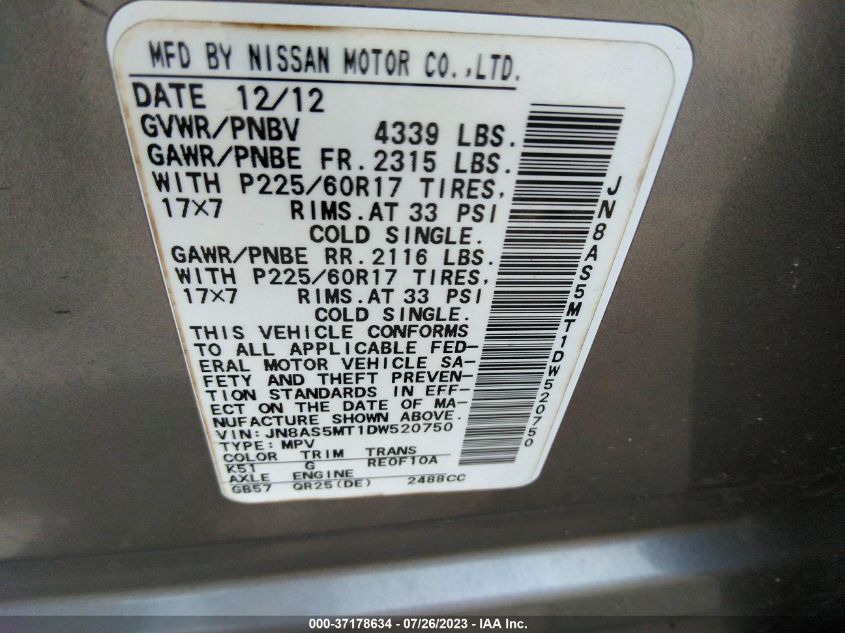 MFD BY NISSAN MOTOR CO.,LTD.
DATE 12/12
GVWR/PNBV 4339 LBS.
GAWR/PNBE FR. 2315 LBS.
WITH P225/60R17 TIRES,
17×7 RIMS.AT 33 PSI
COLD SINGLE.
GAWR/PNBE RR. 2116 LBS.
WITH P225/60R17 TIRES,
17×7 RIMS.AT 33 PSI
COLD SINGLE.
THIS VEHICLE CONFORMS
TO ALL APPLICABLE FED-
ERAL MOTOR VEHICLE SA-
FETY AND THEFT PREVEN-
TION STANDARDS IN EFF-
ECT ON THE DATE OF MA-
NUFACTURE SHOWN ABOVE.
VIN: JN8AS5MT1DW520750
TYPE: MPV
COLOR TRIM TRANS
K51 G RE0F10A
AXLE ENGINE
GB57 QR25(DE) 2488CC
JN8AS5MT1DW520750
000-37178634 / 07/26/2023 - IAA Inc.